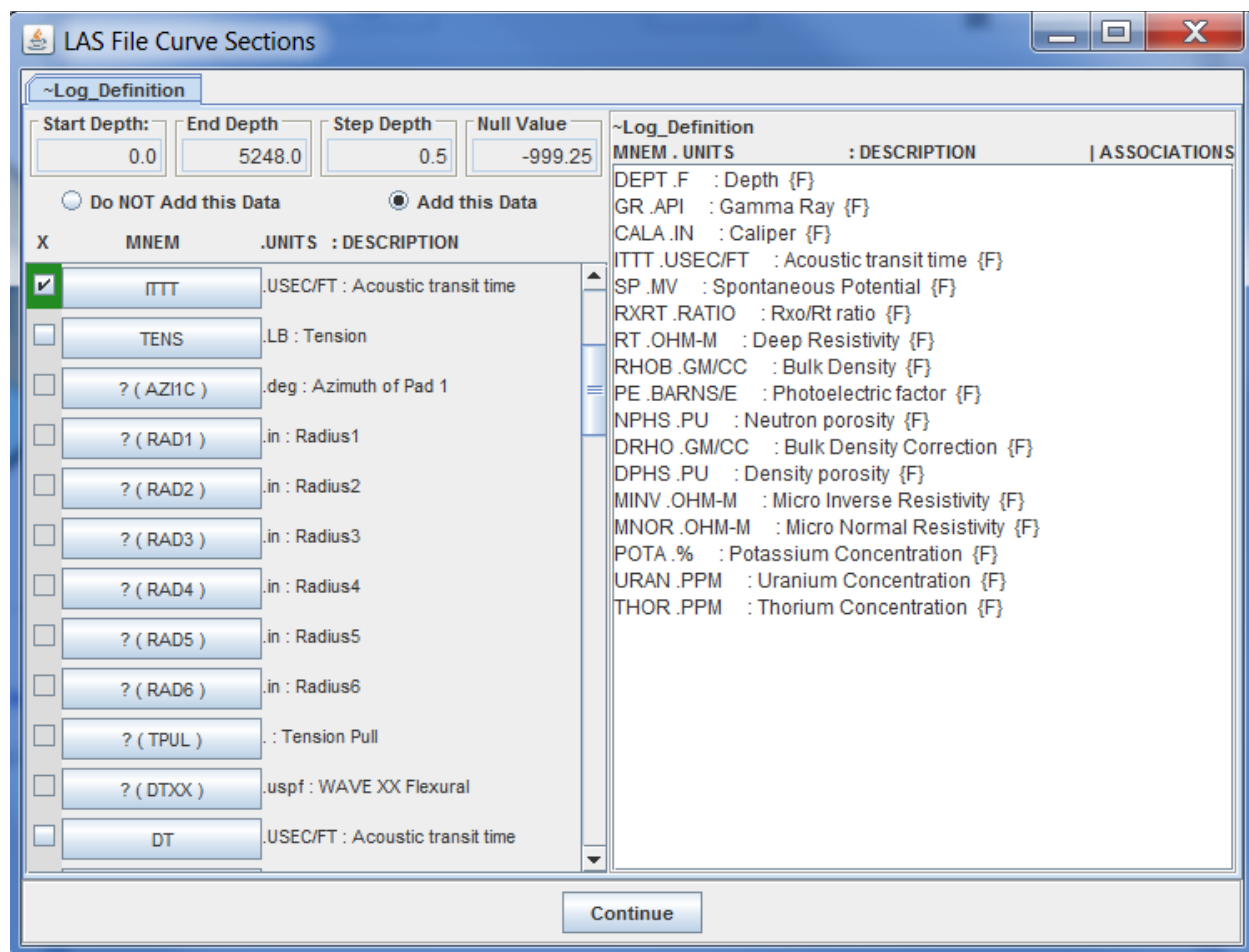 LAS File Curve Sections
~Log_Definition
Start Depth: End Depth Step Depth Null Value
0.0 5248.0 0.5 -999.25
Do NOT Add this Data Add this Data
X MNEM .UNITS : DESCRIPTION
ITTT .USEC/FT : Acoustic transit time
TENS .LB : Tension
? ( AZI1C ) .deg : Azimuth of Pad 1
? ( RAD1 ) .in : Radius1
? ( RAD2 ) .in : Radius2
? ( RAD3 ) .in : Radius3
? ( RAD4 ) .in : Radius4
? ( RAD5 ) .in : Radius5
? ( RAD6 ) .in : Radius6
? ( TPUL ) . : Tension Pull
? ( DTXX ) .uspf : WAVE XX Flexural
DT .USEC/FT : Acoustic transit time
~Log_Definition
MNEM . UNITS : DESCRIPTION | ASSOCIATIONS
DEPT .F : Depth {F}
GR .API : Gamma Ray {F}
CALA .IN : Caliper {F}
ITTT .USEC/FT : Acoustic transit time {F}
SP .MV : Spontaneous Potential {F}
RXRT .RATIO : Rxo/Rt ratio {F}
RT .OHM-M : Deep Resistivity {F}
RHOB .GM/CC : Bulk Density {F}
PE .BARNS/E : Photoelectric factor {F}
NPHS .PU : Neutron porosity {F}
DRHO .GM/CC : Bulk Density Correction {F}
DPHS .PU : Density porosity {F}
MINV .OHM-M : Micro Inverse Resistivity {F}
MNOR .OHM-M : Micro Normal Resistivity {F}
POTA .% : Potassium Concentration {F}
URAN .PPM : Uranium Concentration {F}
THOR .PPM : Thorium Concentration {F}
Continue